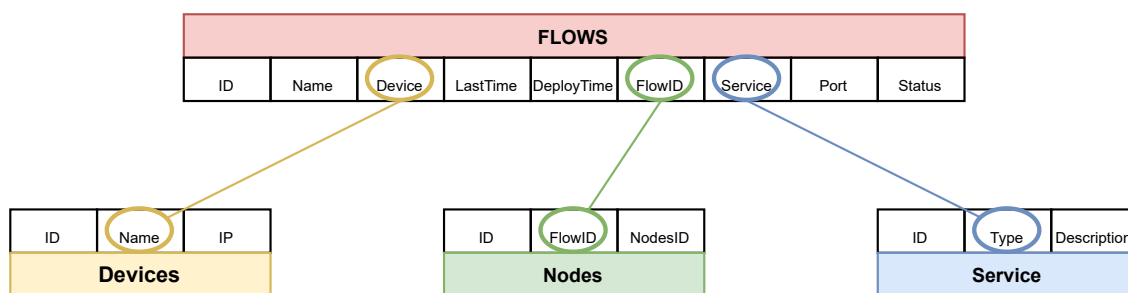 FLOWS
ID Name Device LastTime DeployTime FlowID Service Port Status
ID Name IP ID FlowID NodesID ID Type Description
Devices Nodes Service